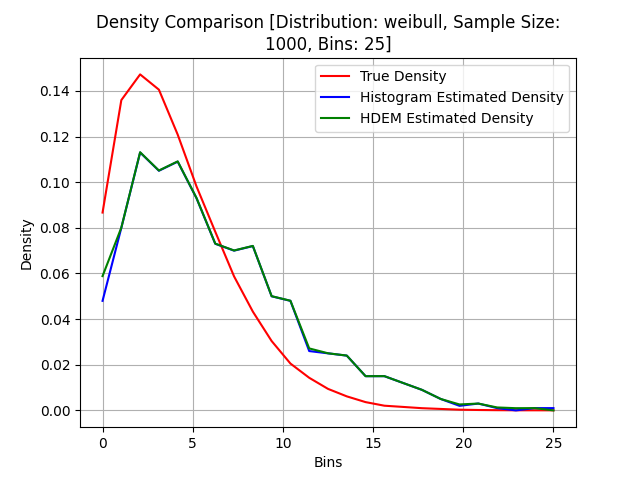 Density Comparison [Distribution: weibull, Sample Size:
1000, Bins: 25]
True Density
Histogram Estimated Density
HDEM Estimated Density
Density
0.14
0.12
0.10
0.08
0.06
0.04
0.02
0.00
0
5
10
15
20
25
Bins